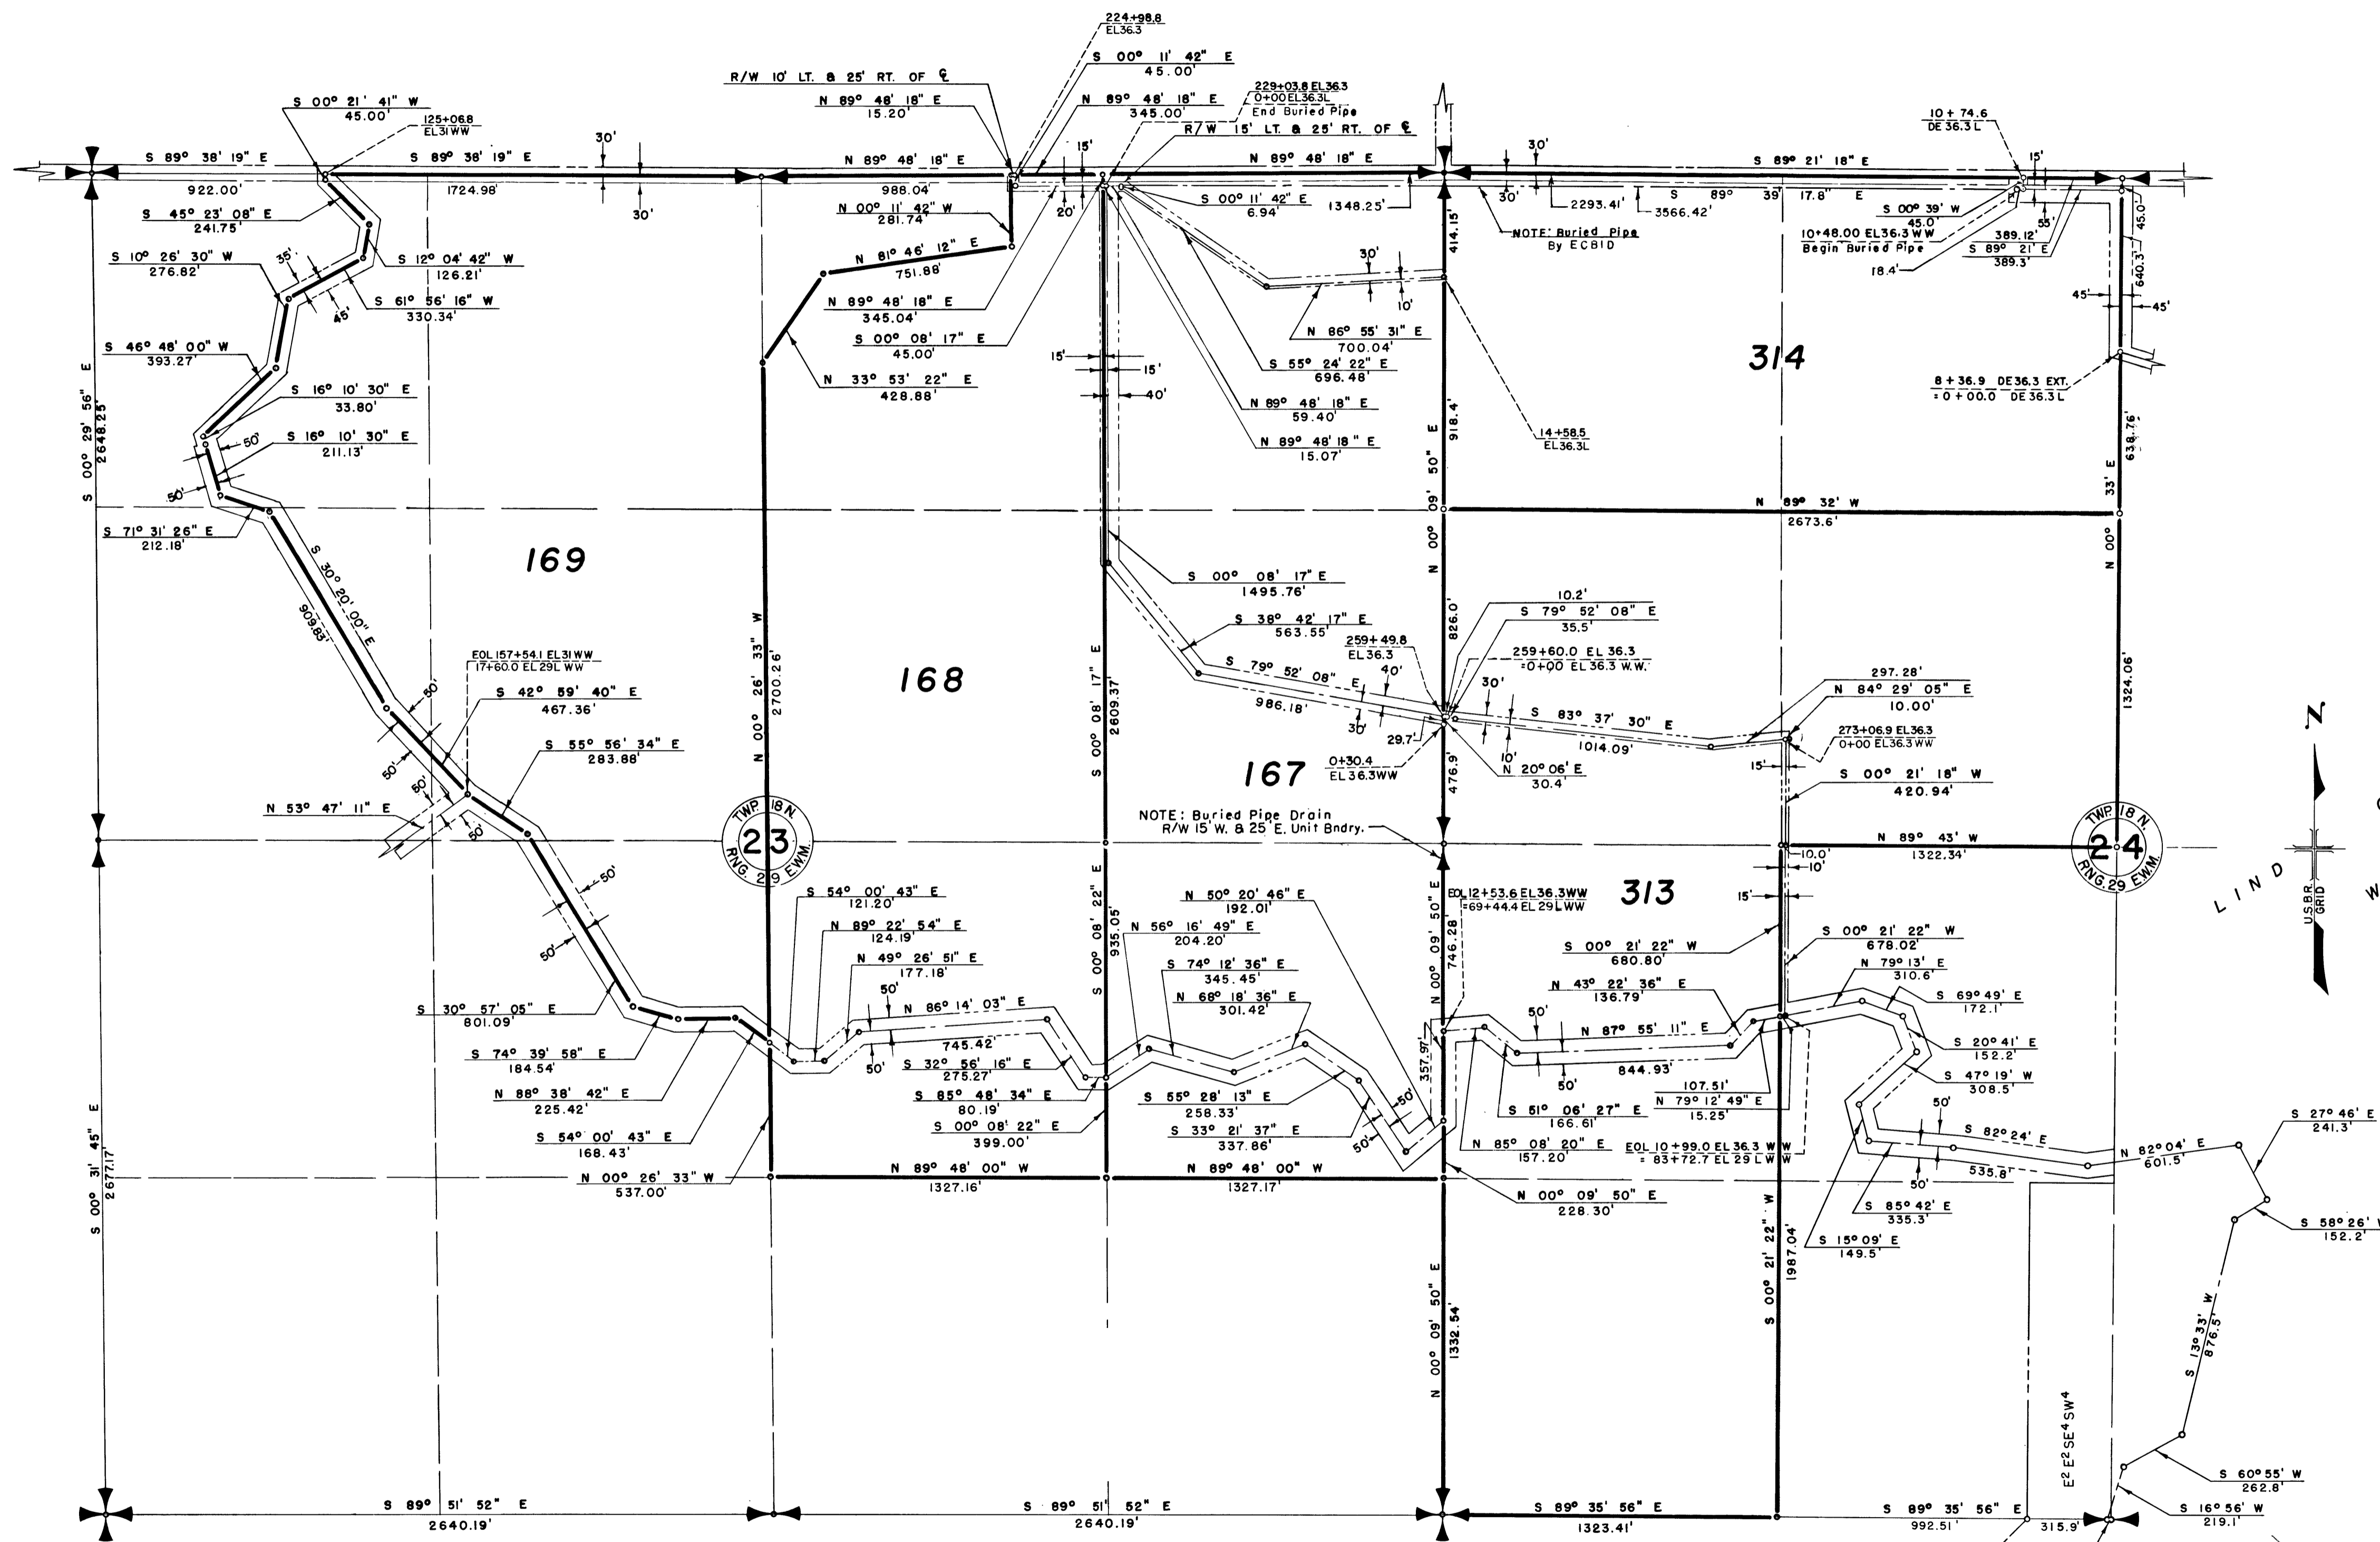 224+98.8
EL36.3
S 00° 11' 42" E
45.00'
R/W 10' LT. & 25' RT. OF ℄
N 89° 48' 18" E
15.20'
N 89° 48' 18" E
345.00'
229+03.8 EL36.3
0+00 EL36.3L
End Buried Pipe
R/W 15' LT. & 25' RT. OF ℄
S 00° 21' 41" W
45.00'
125+06.8
EL31WW
10+74.6
DE 36.3L
S 89° 38' 19" E
922.00'
S 89° 38' 19" E
1724.98'
30'
30'
N 89° 48' 18" E
988.04'
15'
20'
N 89° 48' 18" E
1348.25'
30'
30'
S 89° 21' 18" E
2293.41'
3566.42'
S 89° 39' 17.8" E
15'
55'
45.0'
S 00° 11' 42" E
6.94'
NOTE: Buried Pipe
By ECBID
S 00° 39' W
45.0'
10+48.00 EL36.3WW
Begin Buried Pipe
18.4'
389.12'
S 89° 21' E
389.3'
640.3'
45'
45'
S 45° 23' 08" E
241.75'
S 10° 26' 30" W
276.82'
35'
45'
S 12° 04' 42" W
126.21'
S 61° 56' 16" W
330.34'
N 00° 11' 42" W
281.74'
N 81° 46' 12" E
751.88'
N 89° 48' 18" E
345.04'
S 00° 08' 17" E
45.00'
N 33° 53' 22" E
428.88'
414.15'
30'
10'
N 86° 55' 31" E
700.04'
S 55° 24' 22" E
696.48'
N 89° 48' 18" E
59.40'
N 89° 48' 18" E
15.07'
15'
15'
40'
314
8+36.9 DE36.3 EXT.
=0+00.0 DE36.3L
14+58.5
EL36.3L
S 46° 48' 00" W
393.27'
S 16° 10' 30" E
33.80'
S 16° 10' 30" E
211.13'
50'
50'
S 71° 31' 26" E
212.18'
S 00° 29' 56" E
2648.25'
918.4'
N 00° 09' 50" E
638.76'
N 00° 33' E
N 89° 32' W
2673.6'
169
S 30° 20' 00" E
909.83'
S 00° 08' 17" E
1495.76'
S 38° 42' 17" E
563.55'
10.2'
S 79° 52' 08" E
35.5'
826.0'
259+49.8
EL36.3
259+60.0 EL 36.3
=0+00 EL36.3 W.W.
EOL 157+54.1 EL31WW
17+60.0 EL29L WW
S 42° 59' 40" E
467.36'
S 55° 56' 34" E
283.88'
50'
50'
50'
50'
N 53° 47' 11" E
N 00° 26' 33" W
2700.26'
168
S 00° 08' 17" E
2609.37'
S 79° 52' 08" E
986.18'
40'
30'
29.7'
30'
10'
S 83° 37' 30" E
1014.09'
297.28'
N 84° 29' 05" E
10.00'
273+06.9 EL36.3
0+00 EL36.3WW
1324.06'
167
0+30.4
EL36.3WW
476.9'
N 20° 06' E
30.4'
15'
S 00° 21' 18" W
420.94'
NOTE: Buried Pipe Drain
R/W 15' W. & 25' E. Unit Bndry.
TWP. 18 N.
23
RNG. 29 E.W.M.
N 89° 43' W
1322.34'
TWP. 18 N.
24
RNG. 29 E.W.M.
10.0'
10'
15'
N
U.S.B.R.
GRID
LIND
W
50'
50'
S 54° 00' 43" E
121.20'
N 89° 22' 54" E
124.19'
N 49° 26' 51" E
177.18'
N 50° 20' 46" E
192.01'
N 56° 16' 49" E
204.20'
S 74° 12' 36" E
345.45'
N 68° 18' 36" E
301.42'
S 00° 08' 22" E
935.05'
N 00° 09' 50" E
746.28'
EOL12+53.6 EL36.3WW
=69+44.4 EL29LWW
313
S 00° 21' 22" W
680.80'
S 00° 21' 22" W
678.02'
N 43° 22' 36" E
136.79'
N 79° 13' E
310.6'
S 69° 49' E
172.1'
S 30° 57' 05" E
801.09'
S 74° 39' 58" E
184.54'
N 88° 38' 42" E
225.42'
S 54° 00' 43" E
168.43'
N 00° 26' 33" W
537.00'
50'
50'
N 86° 14' 03" E
745.42'
S 32° 56' 16" E
275.27'
S 85° 48' 34" E
80.19'
S 00° 08' 22" E
399.00'
S 55° 28' 13" E
258.33'
S 33° 21' 37" E
337.86'
50'
50'
357.97'
50'
50'
N 87° 55' 11" E
844.93'
S 51° 06' 27" E
166.61'
N 85° 08' 20" E
157.20'
107.51'
N 79° 12' 49" E
15.25'
EOL 10+99.0 EL36.3 WW
= 83+72.7 EL29LWW
S 20° 41' E
152.2'
S 47° 19' W
308.5'
50'
50'
S 82° 24' E
535.8'
N 82° 04' E
601.5'
S 27° 46' E
241.3'
S 58° 26'
152.2'
S 85° 42' E
335.3'
S 15° 09' E
149.5'
N 89° 48' 00" W
1327.16'
N 89° 48' 00" W
1327.17'
N 00° 09' 50" E
228.30'
S 00° 31' 45" E
2677.17'
N 00° 09' 50" E
1332.54'
S 00° 21' 22" W
1987.04'
S 13° 33' W
876.5'
E² E² SE⁴ SW⁴
S 60° 55' W
262.8'
S 16° 56' W
219.1'
S 89° 51' 52" E
2640.19'
S 89° 51' 52" E
2640.19'
S 89° 35' 56" E
1323.41'
S 89° 35' 56" E
992.51'
315.9'